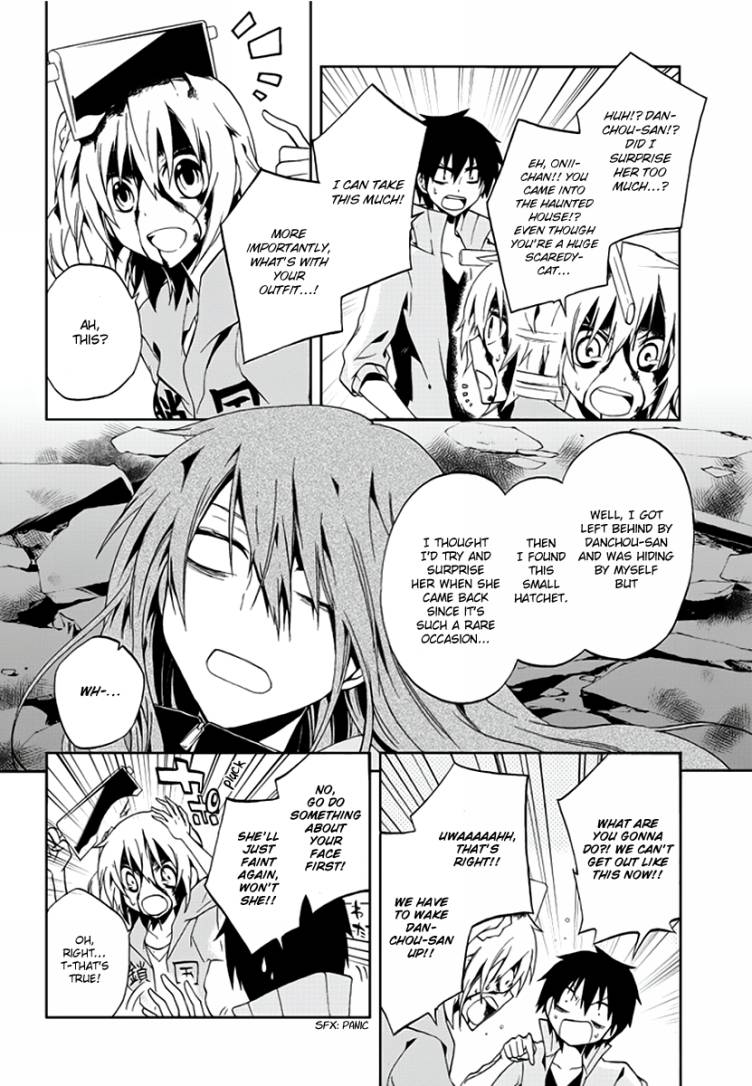 HUH!? DAN-
CHOU-SAN!?
DID I
SURPRISE
HER TOO
MUCH...?
EH, ONII-
CHAN!! YOU
CAME INTO
THE HAUNTED
HOUSE!?
EVEN THOUGH
YOU'RE A HUGE
SCAREDY-
CAT...
I CAN TAKE
THIS MUCH!
MORE
IMPORTANTLY,
WHAT'S WITH
YOUR
OUTFIT...!
AH,
THIS?
WELL, I GOT
LEFT BEHIND BY
DANCHOU-SAN
AND WAS HIDING
BY MYSELF
BUT
THEN
I FOUND
THIS
SMALL
HATCHET.
I THOUGHT
I'D TRY AND
SURPRISE
HER WHEN SHE
CAME BACK
SINCE IT'S
SUCH A RARE
OCCASION...
WH-...
WHAT ARE
YOU GONNA
DO?! WE CAN'T
GET OUT LIKE
THIS NOW!!
UWAAAAAHH,
THAT'S
RIGHT!!
WE HAVE
TO WAKE
DAN-
CHOU-SAN
UP!!
NO,
GO DO
SOMETHING
ABOUT
YOUR
FACE
FIRST!
SHE'LL
JUST
FAINT
AGAIN,
WON'T
SHE!!
pluck
OH,
RIGHT...
T-THAT'S
TRUE!
鎖
国
SFX: PANIC